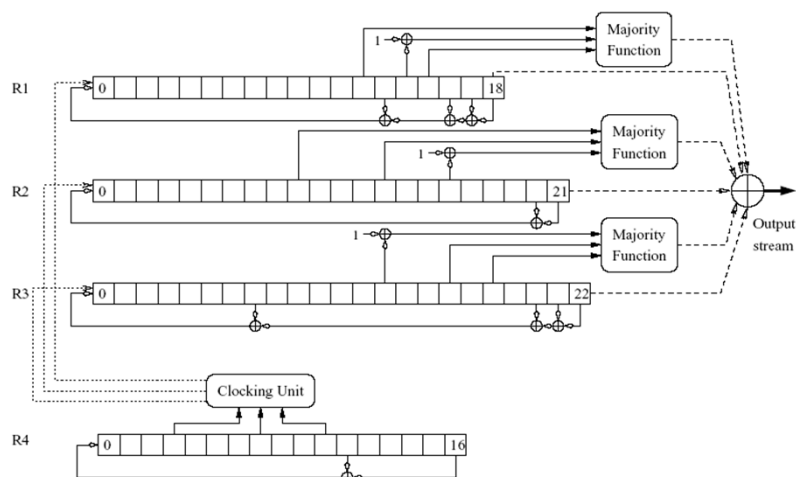 Majority
Function
1
R1
0
18
Majority
Function
1
R2
0
21
Output
stream
Majority
Function
1
R3
0
22
Clocking Unit
R4
0
16